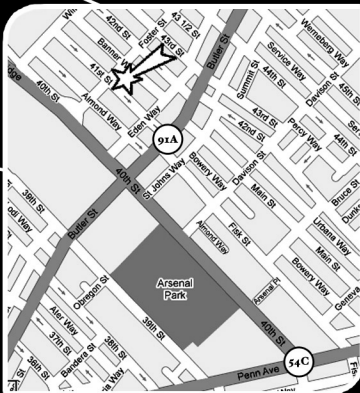 42nd St
43 1/2 St
Foster
Banner Way
43rd St
Butler St
Werneberg Way
Service Way
44th St
Summit St
Davison St
45th St
41st St
Almond Way
Eden Way
40th St
91A
43rd St
42nd St
Percy Way
St Johns Way
Bowery Way
Davison St
Main St
Bruce St
40th St
39th St
Butler St
Almond Way
Fisk St
Urbana Way
Main St
Bowery Way
Geneva
Arsenal
Park
Arsenal Pl
Obregon St
39th St
40th St
Ater Way
37th St
Bandera St
38th St
36th St
54C
Penn Ave